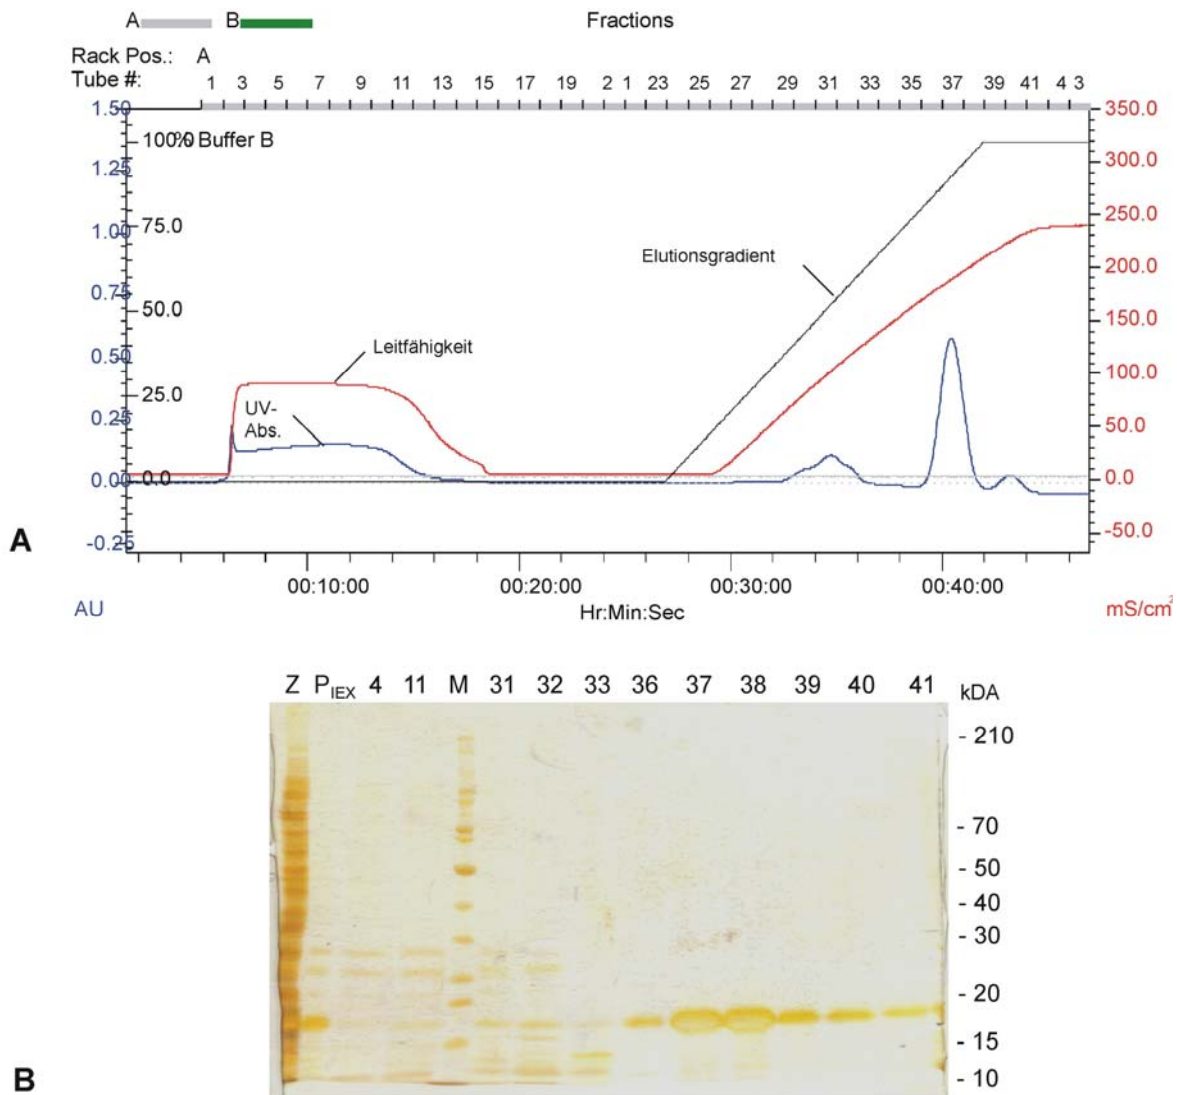 A B Fractions
Rack Pos.: A
Tube #: 1 3 5 7 9 11 13 15 17 19 2 1 23 25 27 29 31 33 35 37 39 41 4 3
1.50 350.0
100% Buffer B
1.25 300.0
250.0
1.00 75.0
Elutionsgradient
200.0
0.75 50.0
150.0
0.50 Leitfähigkeit
100.0
25.0
0.25 UV-
Abs. 50.0
0.00 0.0 0.0
-50.0
A -0.25
00:10:00 00:20:00 00:30:00 00:40:00
AU Hr:Min:Sec mS/cm²
Z P_IEX 4 11 M 31 32 33 36 37 38 39 40 41 kDA
- 210
- 70
- 50
- 40
- 30
- 20
- 15
B - 10